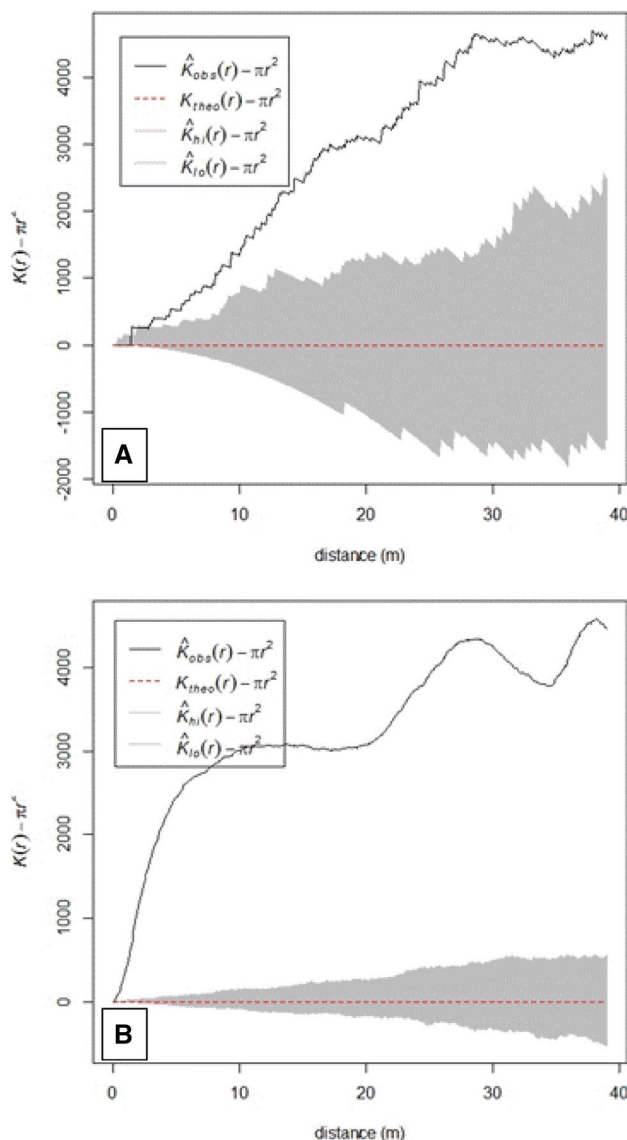 K̂obs(r) − πr²
Ktheo(r) − πr²
K̂hi(r) − πr²
K̂lo(r) − πr²
K(r) − πr²
4000
3000
2000
1000
0
-1000
-2000
A
0 10 20 30 40
distance (m)
K̂obs(r) − πr²
Ktheo(r) − πr²
K̂hi(r) − πr²
K̂lo(r) − πr²
K(r) − πr²
4000
3000
2000
1000
0
B
0 10 20 30 40
distance (m)